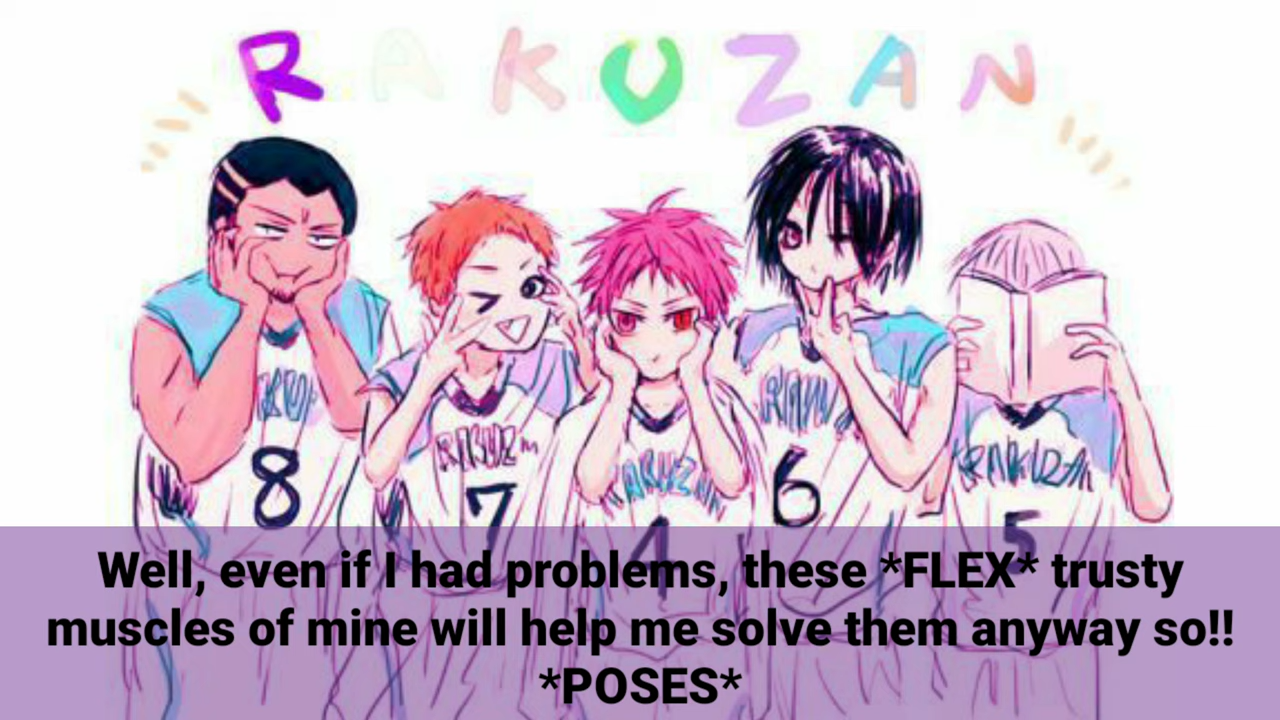 RAKUZAN
8
7
RAKUZAN
4
6
5
Well, even if I had problems, these *FLEX* trusty
muscles of mine will help me solve them anyway so!!
*POSES*